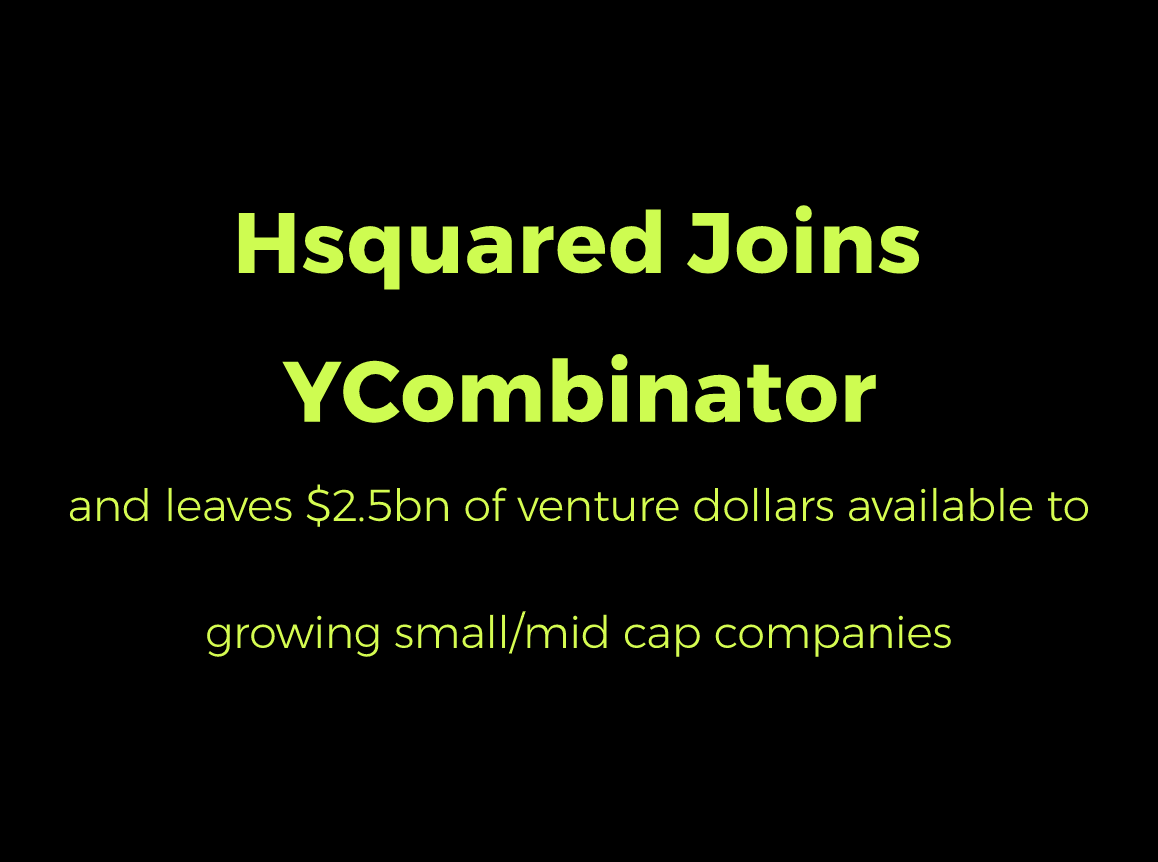 Hsquared Joins
YCombinator
and leaves $2.5bn of venture dollars available to
growing small/mid cap companies